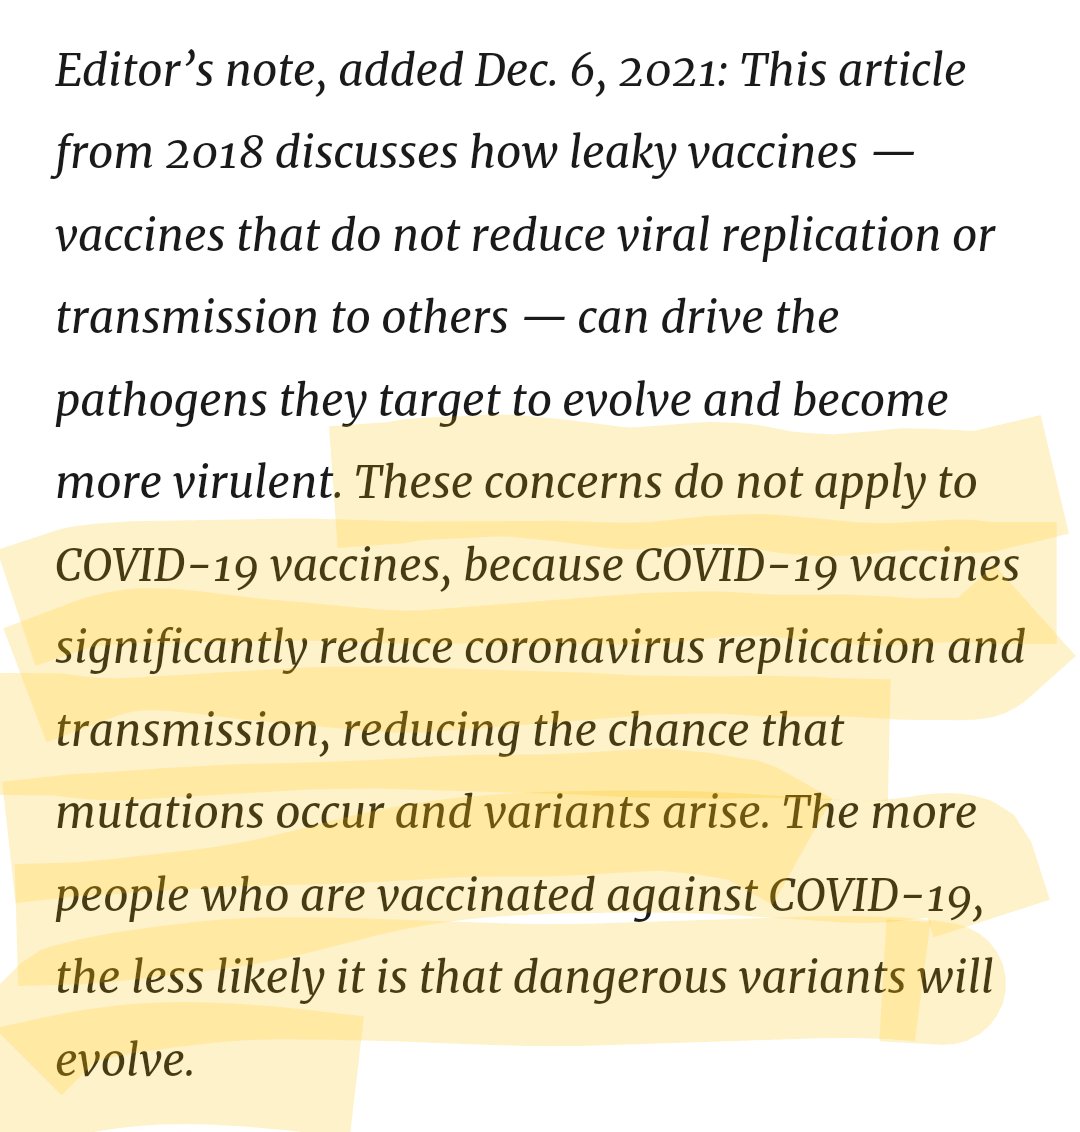 Editor’s note, added Dec. 6, 2021: This article
from 2018 discusses how leaky vaccines —
vaccines that do not reduce viral replication or
transmission to others — can drive the
pathogens they target to evolve and become
more virulent. These concerns do not apply to
COVID-19 vaccines, because COVID-19 vaccines
significantly reduce coronavirus replication and
transmission, reducing the chance that
mutations occur and variants arise. The more
people who are vaccinated against COVID-19,
the less likely it is that dangerous variants will
evolve.